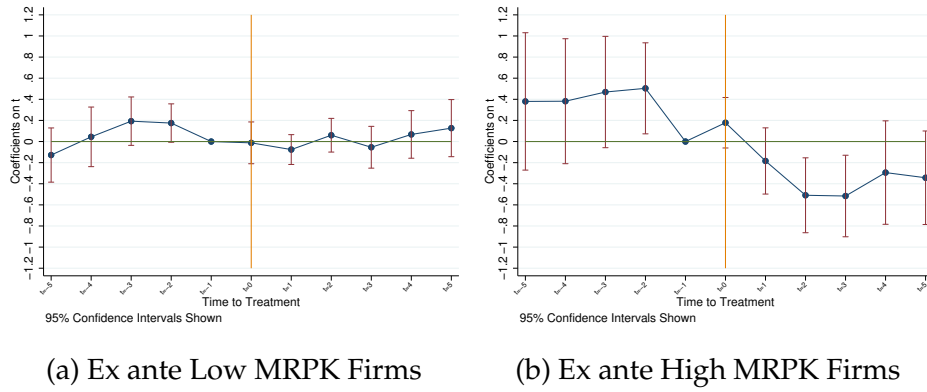 1.2
1
.8
.6
.4
.2
0
-.2
-.4
-.6
-.8
-1
-1.2
Coefficients on t
t=-5
t=-4
t=-3
t=-2
t=-1
t=0
t=1
t=2
t=3
t=4
t=5
Time to Treatment
95% Confidence Intervals Shown
(a) Ex ante Low MRPK Firms
1.2
1
.8
.6
.4
.2
0
-.2
-.4
-.6
-.8
-1
-1.2
Coefficients on t
t=-5
t=-4
t=-3
t=-2
t=-1
t=0
t=1
t=2
t=3
t=4
t=5
Time to Treatment
95% Confidence Intervals Shown
(b) Ex ante High MRPK Firms